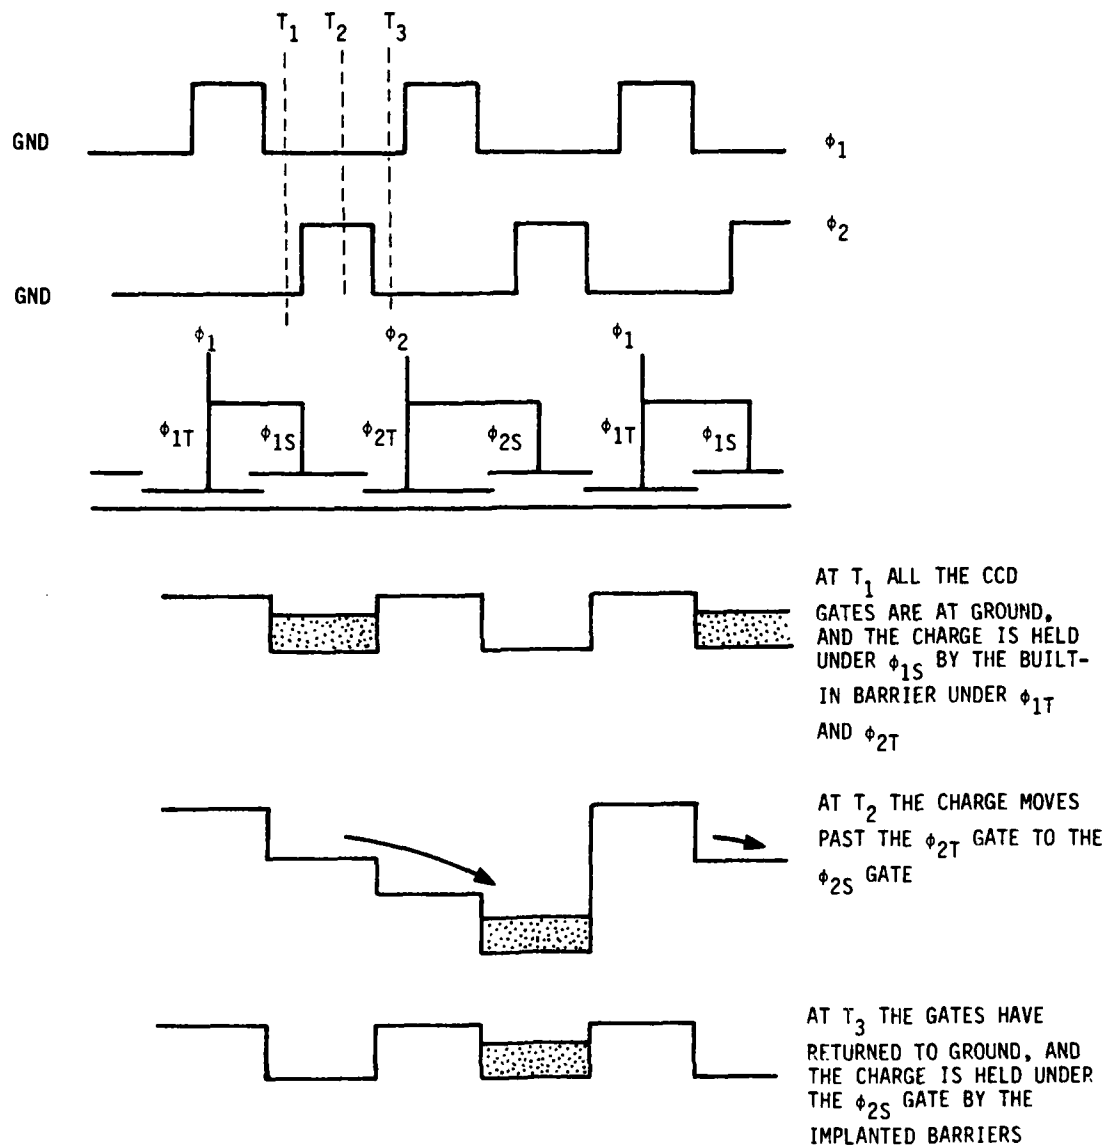 T1 T2 T3
GND ϕ1
ϕ2
GND
ϕ1 ϕ2 ϕ1
ϕ1T ϕ1S ϕ2T ϕ2S ϕ1T ϕ1S
AT T1 ALL THE CCD
GATES ARE AT GROUND,
AND THE CHARGE IS HELD
UNDER ϕ1S BY THE BUILT-
IN BARRIER UNDER ϕ1T
AND ϕ2T
AT T2 THE CHARGE MOVES
PAST THE ϕ2T GATE TO THE
ϕ2S GATE
AT T3 THE GATES HAVE
RETURNED TO GROUND, AND
THE CHARGE IS HELD UNDER
THE ϕ2S GATE BY THE
IMPLANTED BARRIERS